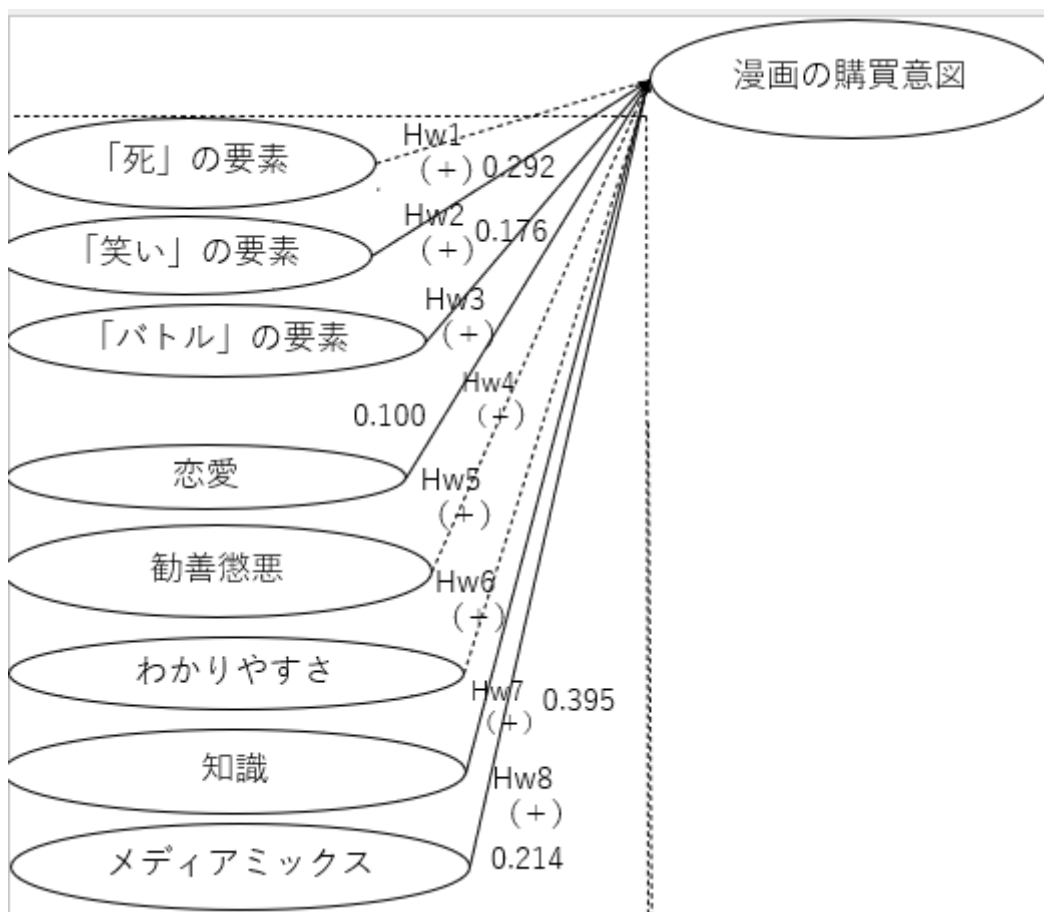 漫画の購買意図
「死」の要素
Hw1
(+)
0.292
「笑い」の要素
Hw2
(+)
0.176
「バトル」の要素
Hw3
(+)
Hw4
(+)
0.100
恋愛
Hw5
(+)
勧善懲悪
Hw6
(+)
わかりやすさ
Hw7
(+)
0.395
知識
Hw8
(+)
メディアミックス
0.214